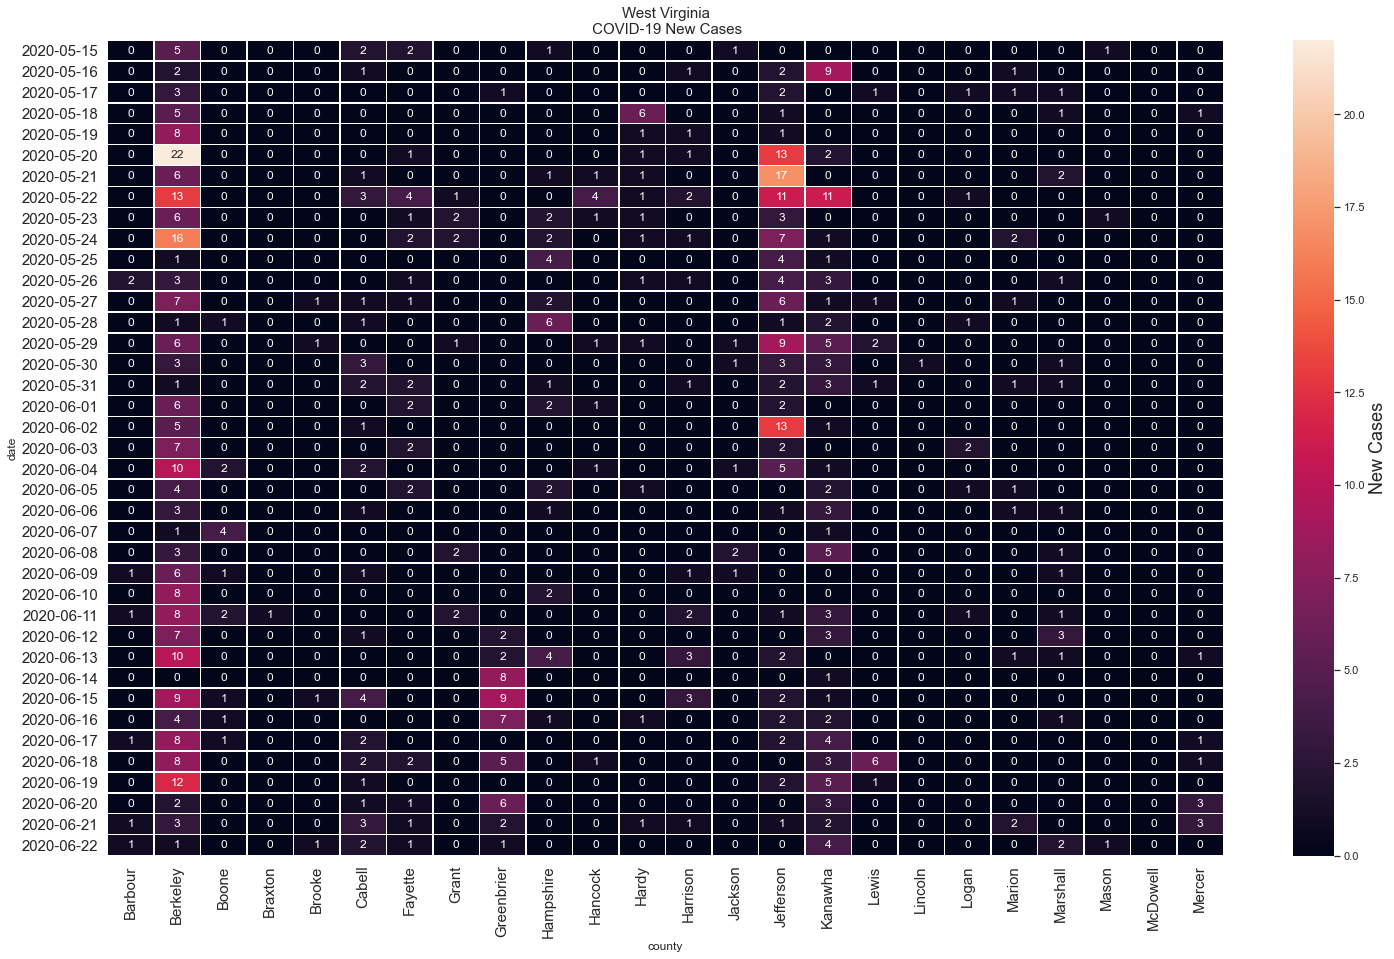 West Virginia
COVID-19 New Cases
2020-05-15 0 5 0 0 0 2 2 0 0 1 0 0 0 1 0 0 0 0 0 0 0 1 0 0
2020-05-16 0 2 0 0 0 1 0 0 0 0 0 0 1 0 2 9 0 0 0 1 0 0 0 0
2020-05-17 0 3 0 0 0 0 0 0 1 0 0 0 0 0 2 0 1 0 1 1 1 0 0 0
2020-05-18 0 5 0 0 0 0 0 0 0 0 0 6 0 0 1 0 0 0 0 0 1 0 0 1
2020-05-19 0 8 0 0 0 0 0 0 0 0 0 1 1 0 1 0 0 0 0 0 0 0 0 0
2020-05-20 0 22 0 0 0 0 1 0 0 0 0 1 1 0 13 2 0 0 0 0 0 0 0 0
2020-05-21 0 6 0 0 0 1 0 0 0 1 1 1 0 0 17 0 0 0 0 0 2 0 0 0
2020-05-22 0 13 0 0 0 3 4 1 0 0 4 1 2 0 11 11 0 0 1 0 0 0 0 0
2020-05-23 0 6 0 0 0 0 1 2 0 2 1 1 0 0 3 0 0 0 0 0 0 1 0 0
2020-05-24 0 16 0 0 0 0 2 2 0 2 0 1 1 0 7 1 0 0 0 2 0 0 0 0
2020-05-25 0 1 0 0 0 0 0 0 0 4 0 0 0 0 4 1 0 0 0 0 0 0 0 0
2020-05-26 2 3 0 0 0 0 1 0 0 0 0 1 1 0 4 3 0 0 0 0 1 0 0 0
2020-05-27 0 7 0 0 1 1 1 0 0 2 0 0 0 0 6 1 1 0 0 1 0 0 0 0
2020-05-28 0 1 1 0 0 1 0 0 0 6 0 0 0 0 1 2 0 0 1 0 0 0 0 0
2020-05-29 0 6 0 0 1 0 0 1 0 0 1 1 0 1 9 5 2 0 0 0 0 0 0 0
2020-05-30 0 3 0 0 0 3 0 0 0 0 0 0 0 1 3 3 0 1 0 0 1 0 0 0
2020-05-31 0 1 0 0 0 2 2 0 0 1 0 0 1 0 2 3 1 0 0 1 1 0 0 0
2020-06-01 0 6 0 0 0 0 2 0 0 2 1 0 0 0 2 0 0 0 0 0 0 0 0 0
2020-06-02 0 5 0 0 0 1 0 0 0 0 0 0 0 0 13 1 0 0 0 0 0 0 0 0
2020-06-03 0 7 0 0 0 0 2 0 0 0 0 0 0 0 2 0 0 0 2 0 0 0 0 0
2020-06-04 0 10 2 0 0 2 0 0 0 0 1 0 0 1 5 1 0 0 0 0 0 0 0 0
2020-06-05 0 4 0 0 0 0 2 0 0 2 0 1 0 0 0 2 0 0 1 1 0 0 0 0
2020-06-06 0 3 0 0 0 1 0 0 0 1 0 0 0 0 1 3 0 0 0 1 1 0 0 0
2020-06-07 0 1 4 0 0 0 0 0 0 0 0 0 0 0 0 1 0 0 0 0 0 0 0 0
2020-06-08 0 3 0 0 0 0 0 2 0 0 0 0 0 2 0 5 0 0 0 0 1 0 0 0
2020-06-09 1 6 1 0 0 1 0 0 0 0 0 0 1 1 0 0 0 0 0 0 1 0 0 0
2020-06-10 0 8 0 0 0 0 0 0 0 2 0 0 0 0 0 0 0 0 0 0 0 0 0 0
2020-06-11 1 8 2 1 0 0 0 2 0 0 0 0 2 0 1 3 0 0 1 0 1 0 0 0
2020-06-12 0 7 0 0 0 1 0 0 2 0 0 0 0 0 0 3 0 0 0 0 3 0 0 0
2020-06-13 0 10 0 0 0 0 0 0 2 4 0 0 3 0 2 0 0 0 0 1 1 0 0 1
2020-06-14 0 0 0 0 0 0 0 0 8 0 0 0 0 0 0 1 0 0 0 0 0 0 0 0
2020-06-15 0 9 1 0 1 4 0 0 9 0 0 0 3 0 2 1 0 0 0 0 0 0 0 0
2020-06-16 0 4 1 0 0 0 0 0 7 1 0 1 0 0 2 2 0 0 0 0 1 0 0 0
2020-06-17 1 8 1 0 0 2 0 0 0 0 0 0 0 0 2 4 0 0 0 0 0 0 0 1
2020-06-18 0 8 0 0 0 2 2 0 5 0 1 0 0 0 0 3 6 0 0 0 0 0 0 1
2020-06-19 0 12 0 0 0 1 0 0 0 0 0 0 0 0 2 5 1 0 0 0 0 0 0 0
2020-06-20 0 2 0 0 0 1 1 0 6 0 0 0 0 0 0 3 0 0 0 0 0 0 0 3
2020-06-21 1 3 0 0 0 3 1 0 2 0 0 1 1 0 1 2 0 0 0 2 0 0 0 3
2020-06-22 1 1 0 0 1 2 1 0 1 0 0 0 0 0 0 4 0 0 0 0 2 1 0 0
date
Barbour Berkeley Boone Braxton Brooke Cabell Fayette Grant Greenbrier Hampshire Hancock Hardy Harrison Jackson Jefferson Kanawha Lewis Lincoln Logan Marion Marshall Mason McDowell Mercer
county
20.0
17.5
15.0
12.5
10.0
7.5
5.0
2.5
0.0
New Cases